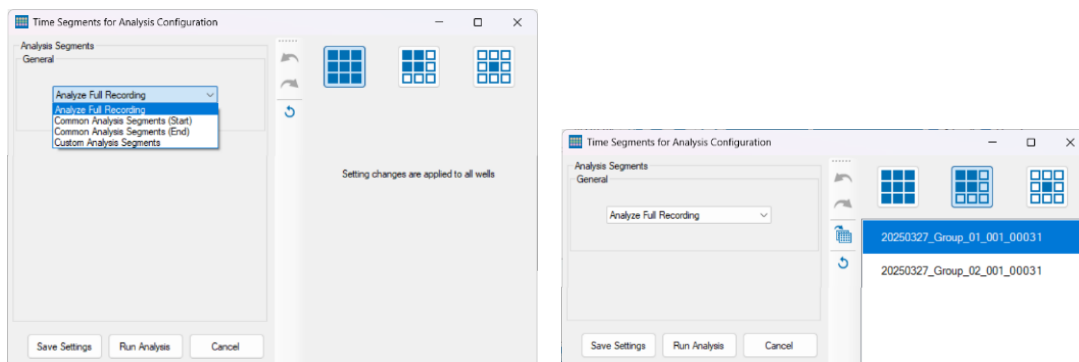 Time Segments for Analysis Configuration
Analysis Segments
General
Analyze Full Recording
Analyze Full Recording
Common Analysis Segments (Start)
Common Analysis Segments (End)
Custom Analysis Segments
Setting changes are applied to all wells
Save Settings
Run Analysis
Cancel
Time Segments for Analysis Configuration
Analysis Segments
General
Analyze Full Recording
20250327_Group_01_001_00031
20250327_Group_02_001_00031
Save Settings
Run Analysis
Cancel